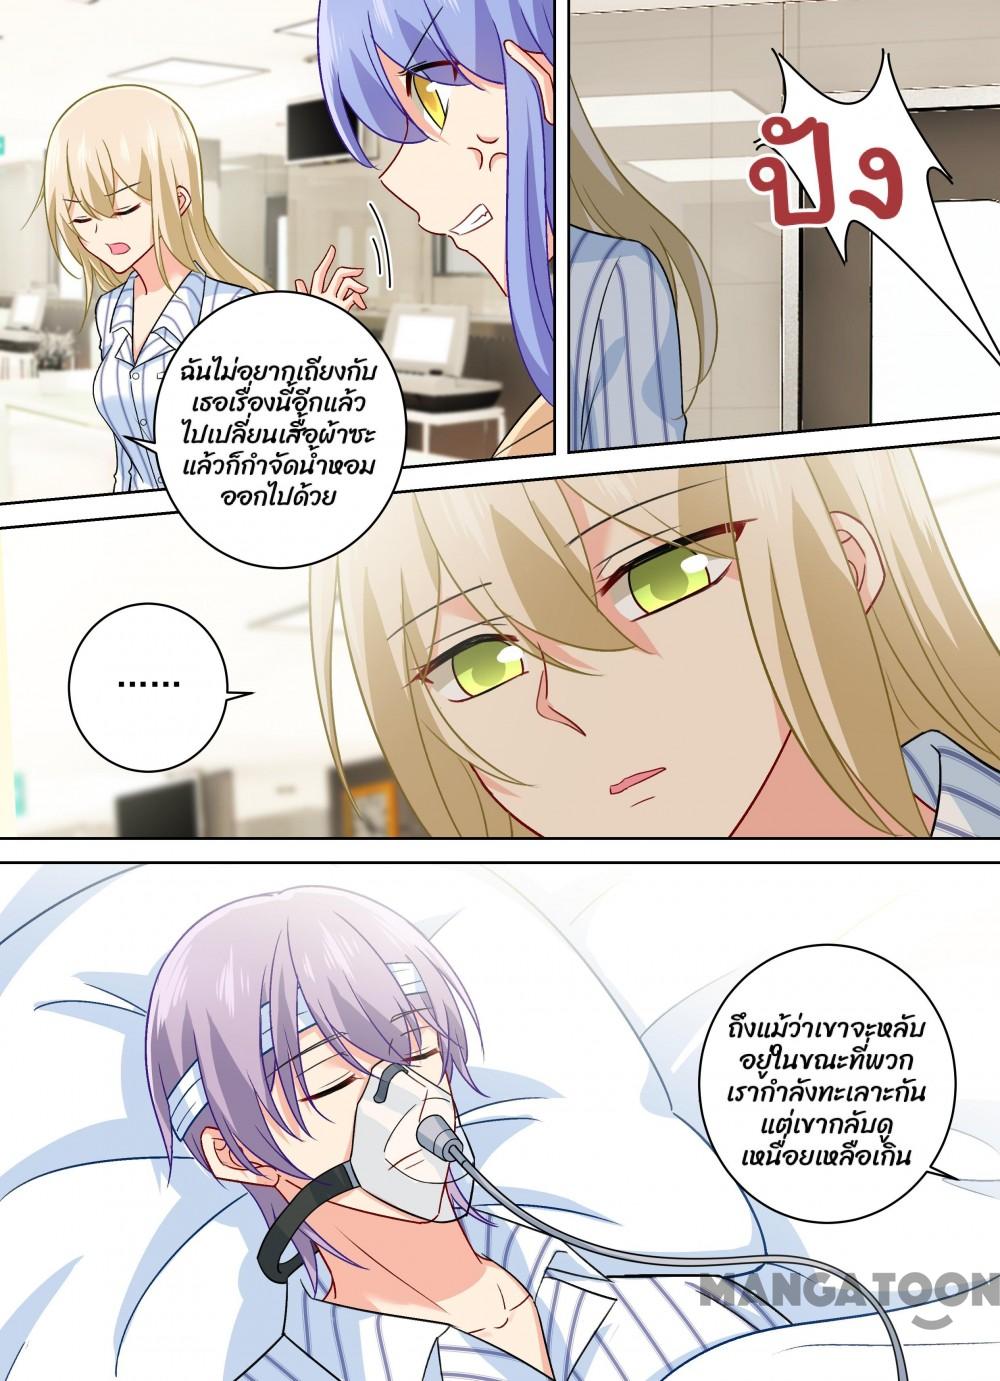 ปัง
ฉันไม่อยากเถียงกับ
เธอเรื่องนี้อีกแล้ว
ไปเปลี่ยนเสื้อผ้าซะ
แล้วก็กำจัดน้ำหอม
ออกไปด้วย
......
ถึงแม้ว่าเขาจะหลับ
อยู่ในขณะที่พวก
เรากำลังทะเลาะกัน
แต่เขากลับดู
เหนื่อยเหลือเกิน
MANGATOON